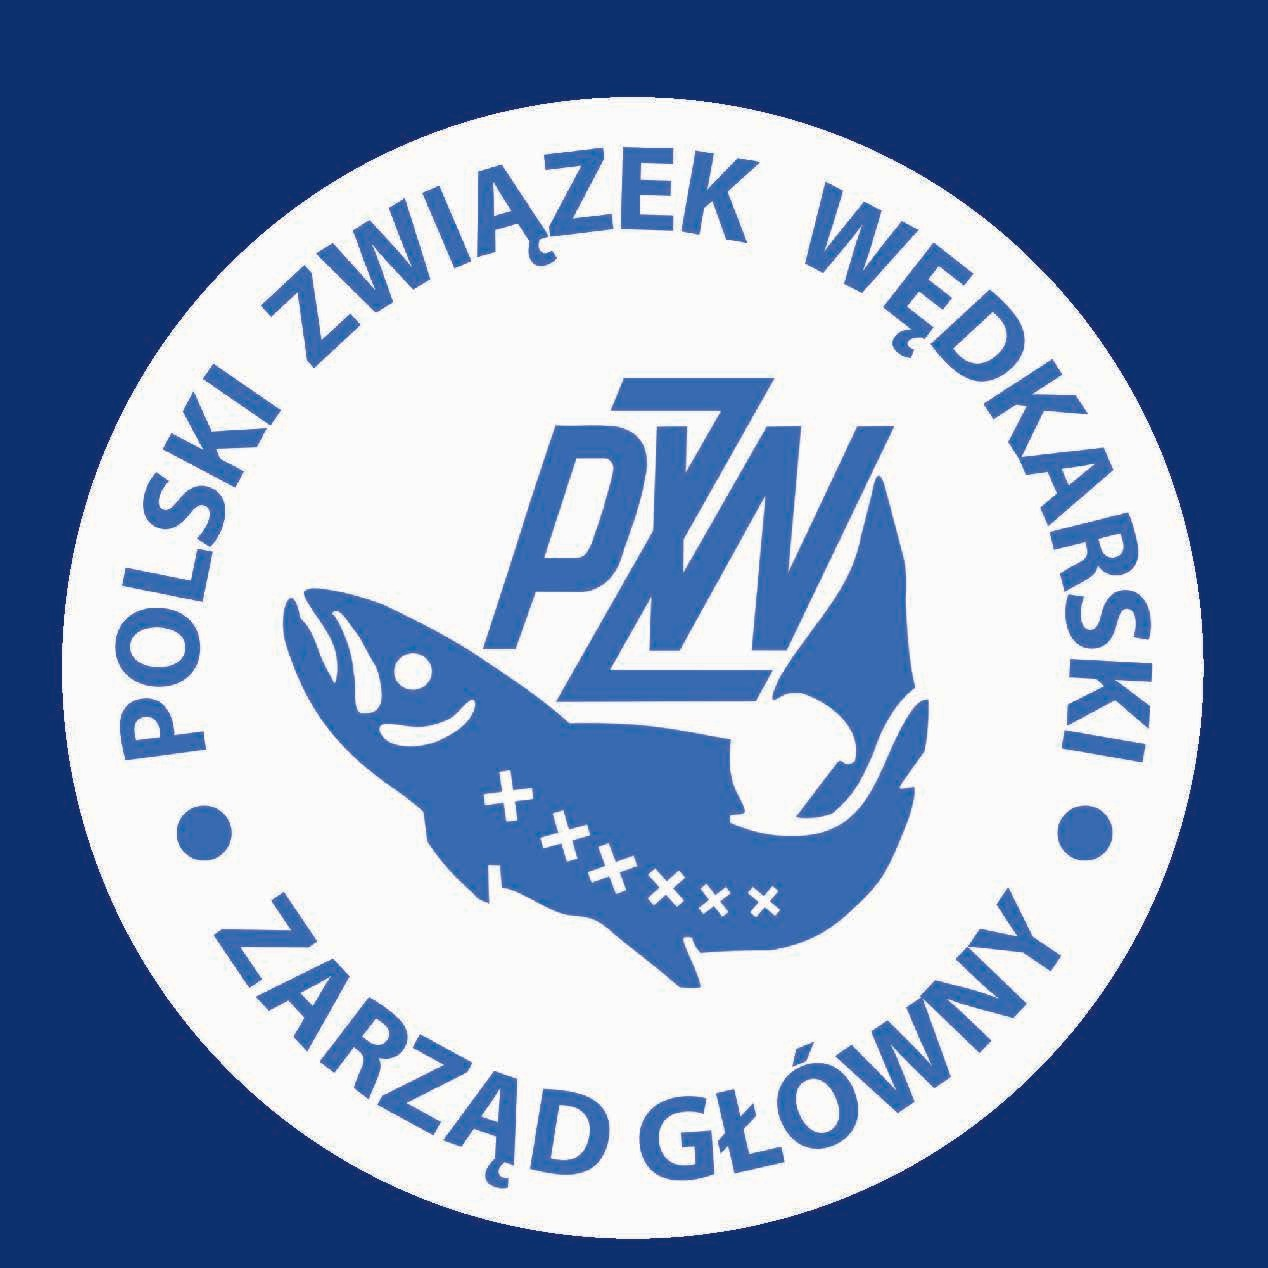 POLSKI ZWIĄZEK WĘDKARSKI
PZW
• ZARZĄD GŁÓWNY •